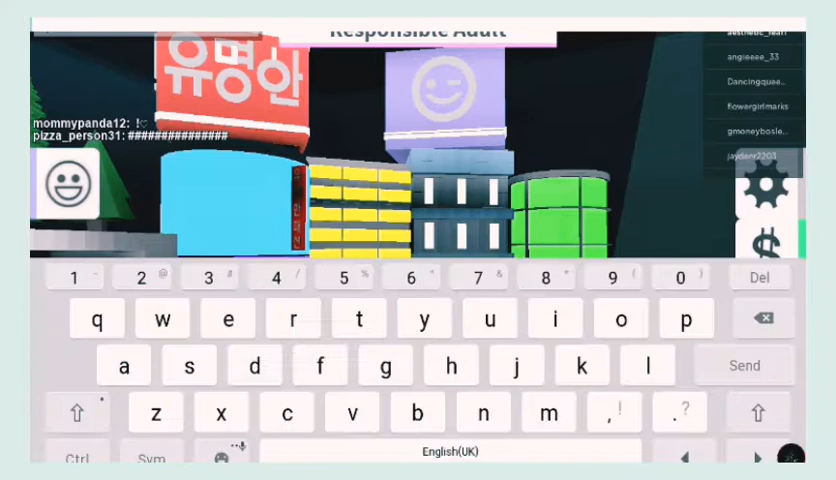 Responsible Adult
유명한
angieeee_33
Dancingquee...
flowergirlmarks
gmoneybosle...
jaydenr2203
mommypanda12: !♡
pizza_person31: ###############
$
1 - 2 @ 3 # 4 / 5 % 6 ^ 7 & 8 * 9 ( 0 ) Del
q w e r t y u i o p
a s d f g h j k l Send
z x c v b n m , ! . ?
Ctrl Sym English(UK)